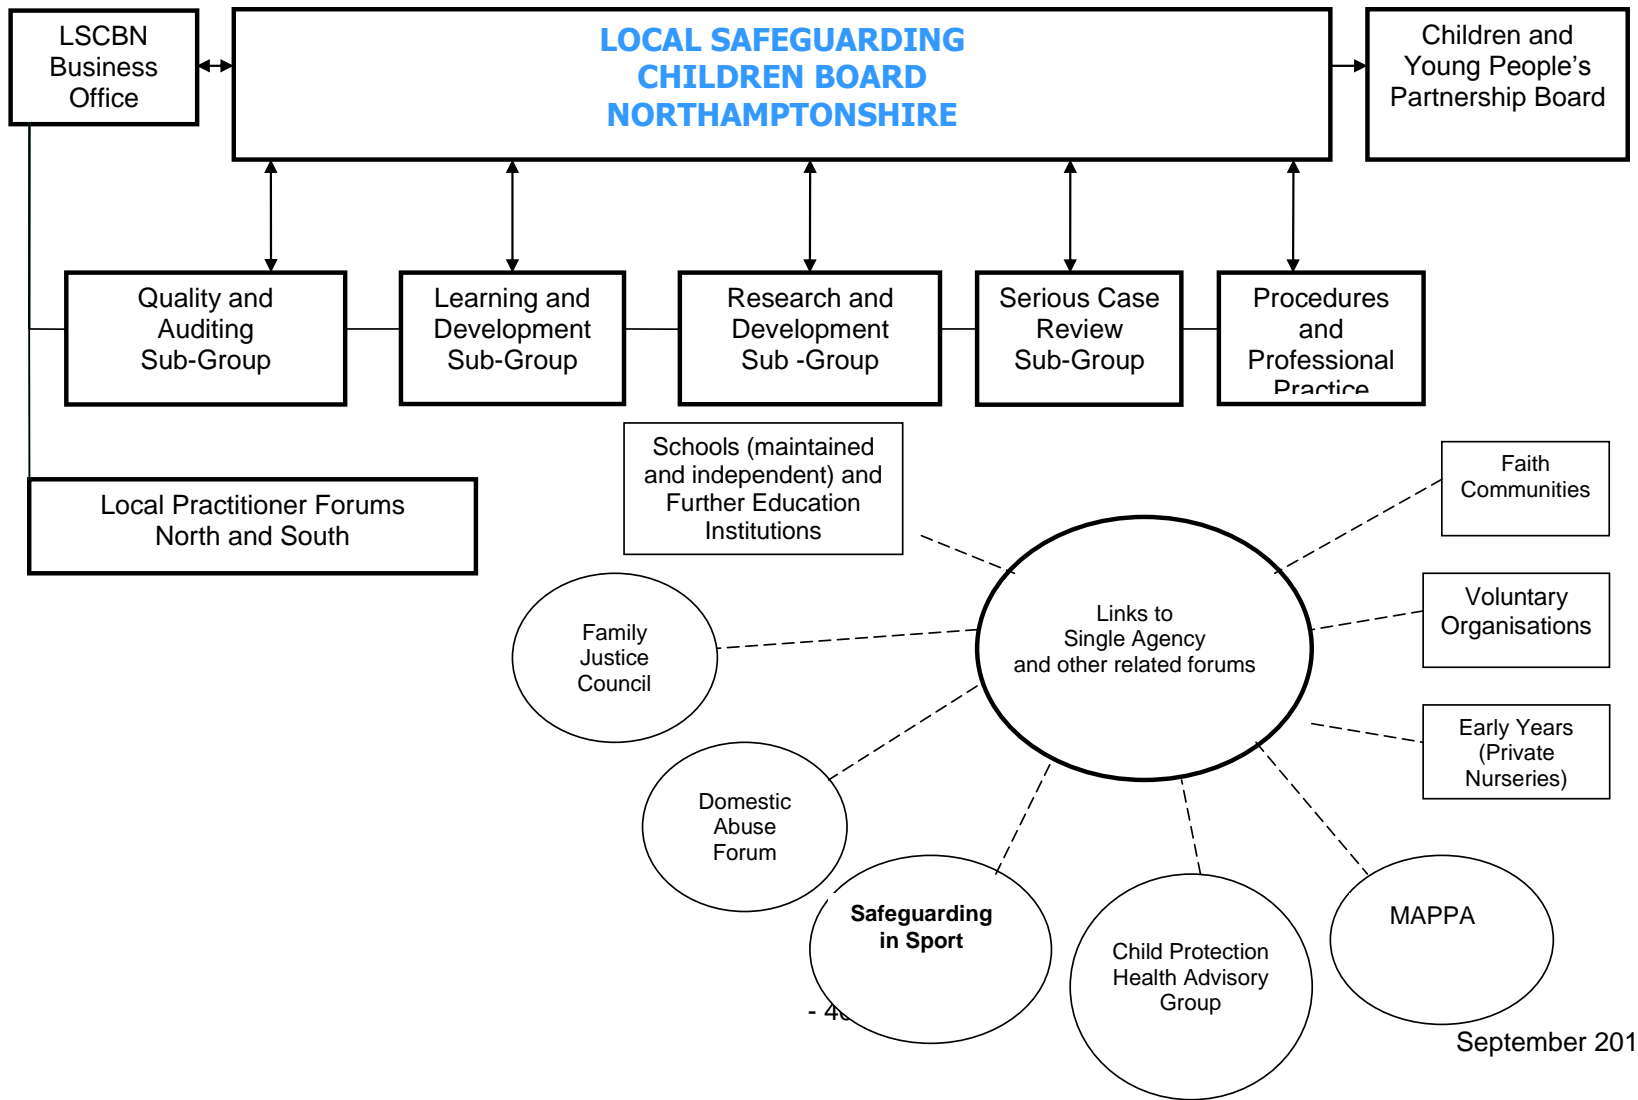 LSCBN
Business
Office
LOCAL SAFEGUARDING
CHILDREN BOARD
NORTHAMPTONSHIRE
Children and
Young People's
Partnership Board
Quality and
Auditing
Sub-Group
Learning and
Development
Sub-Group
Research and
Development
Sub -Group
Serious Case
Review
Sub-Group
Procedures
and
Professional
Practice
Local Practitioner Forums
North and South
Schools (maintained
and independent) and
Further Education
Institutions
Faith
Communities
Voluntary
Organisations
Early Years
(Private
Nurseries)
Links to
Single Agency
and other related forums
Family
Justice
Council
Domestic
Abuse
Forum
Safeguarding
in Sport
Child Protection
Health Advisory
Group
MAPPA
- 4
September 201